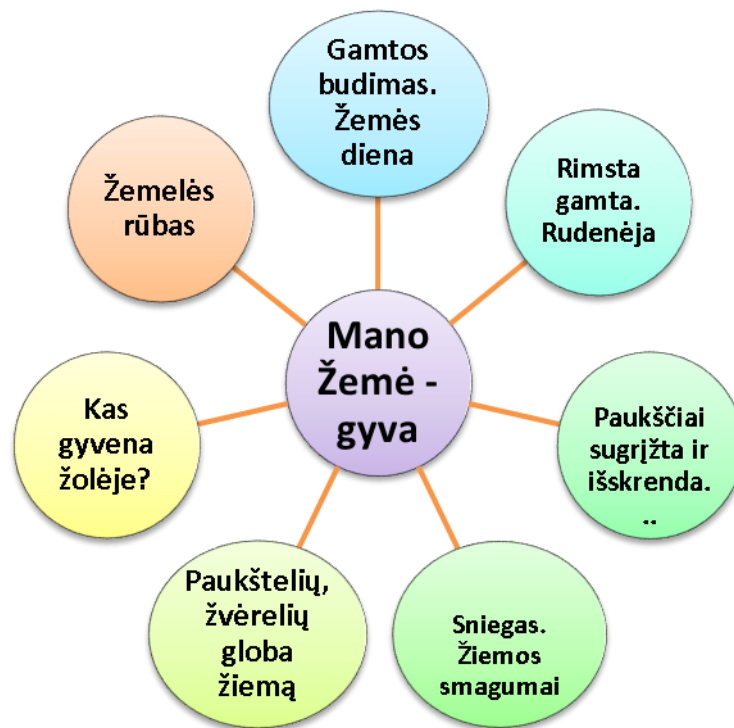 Gamtos
budimas.
Žemės
diena
Rimsta
gamta.
Rudenėja
Paukščiai
sugrįžta ir
išskrenda.
..
Sniegas.
Žiemos
smagumai
Paukštelių,
žvėrelių
globa
žiemą
Kas
gyvena
žolėje?
Žemelės
rūbas
Mano
Žemė -
gyva